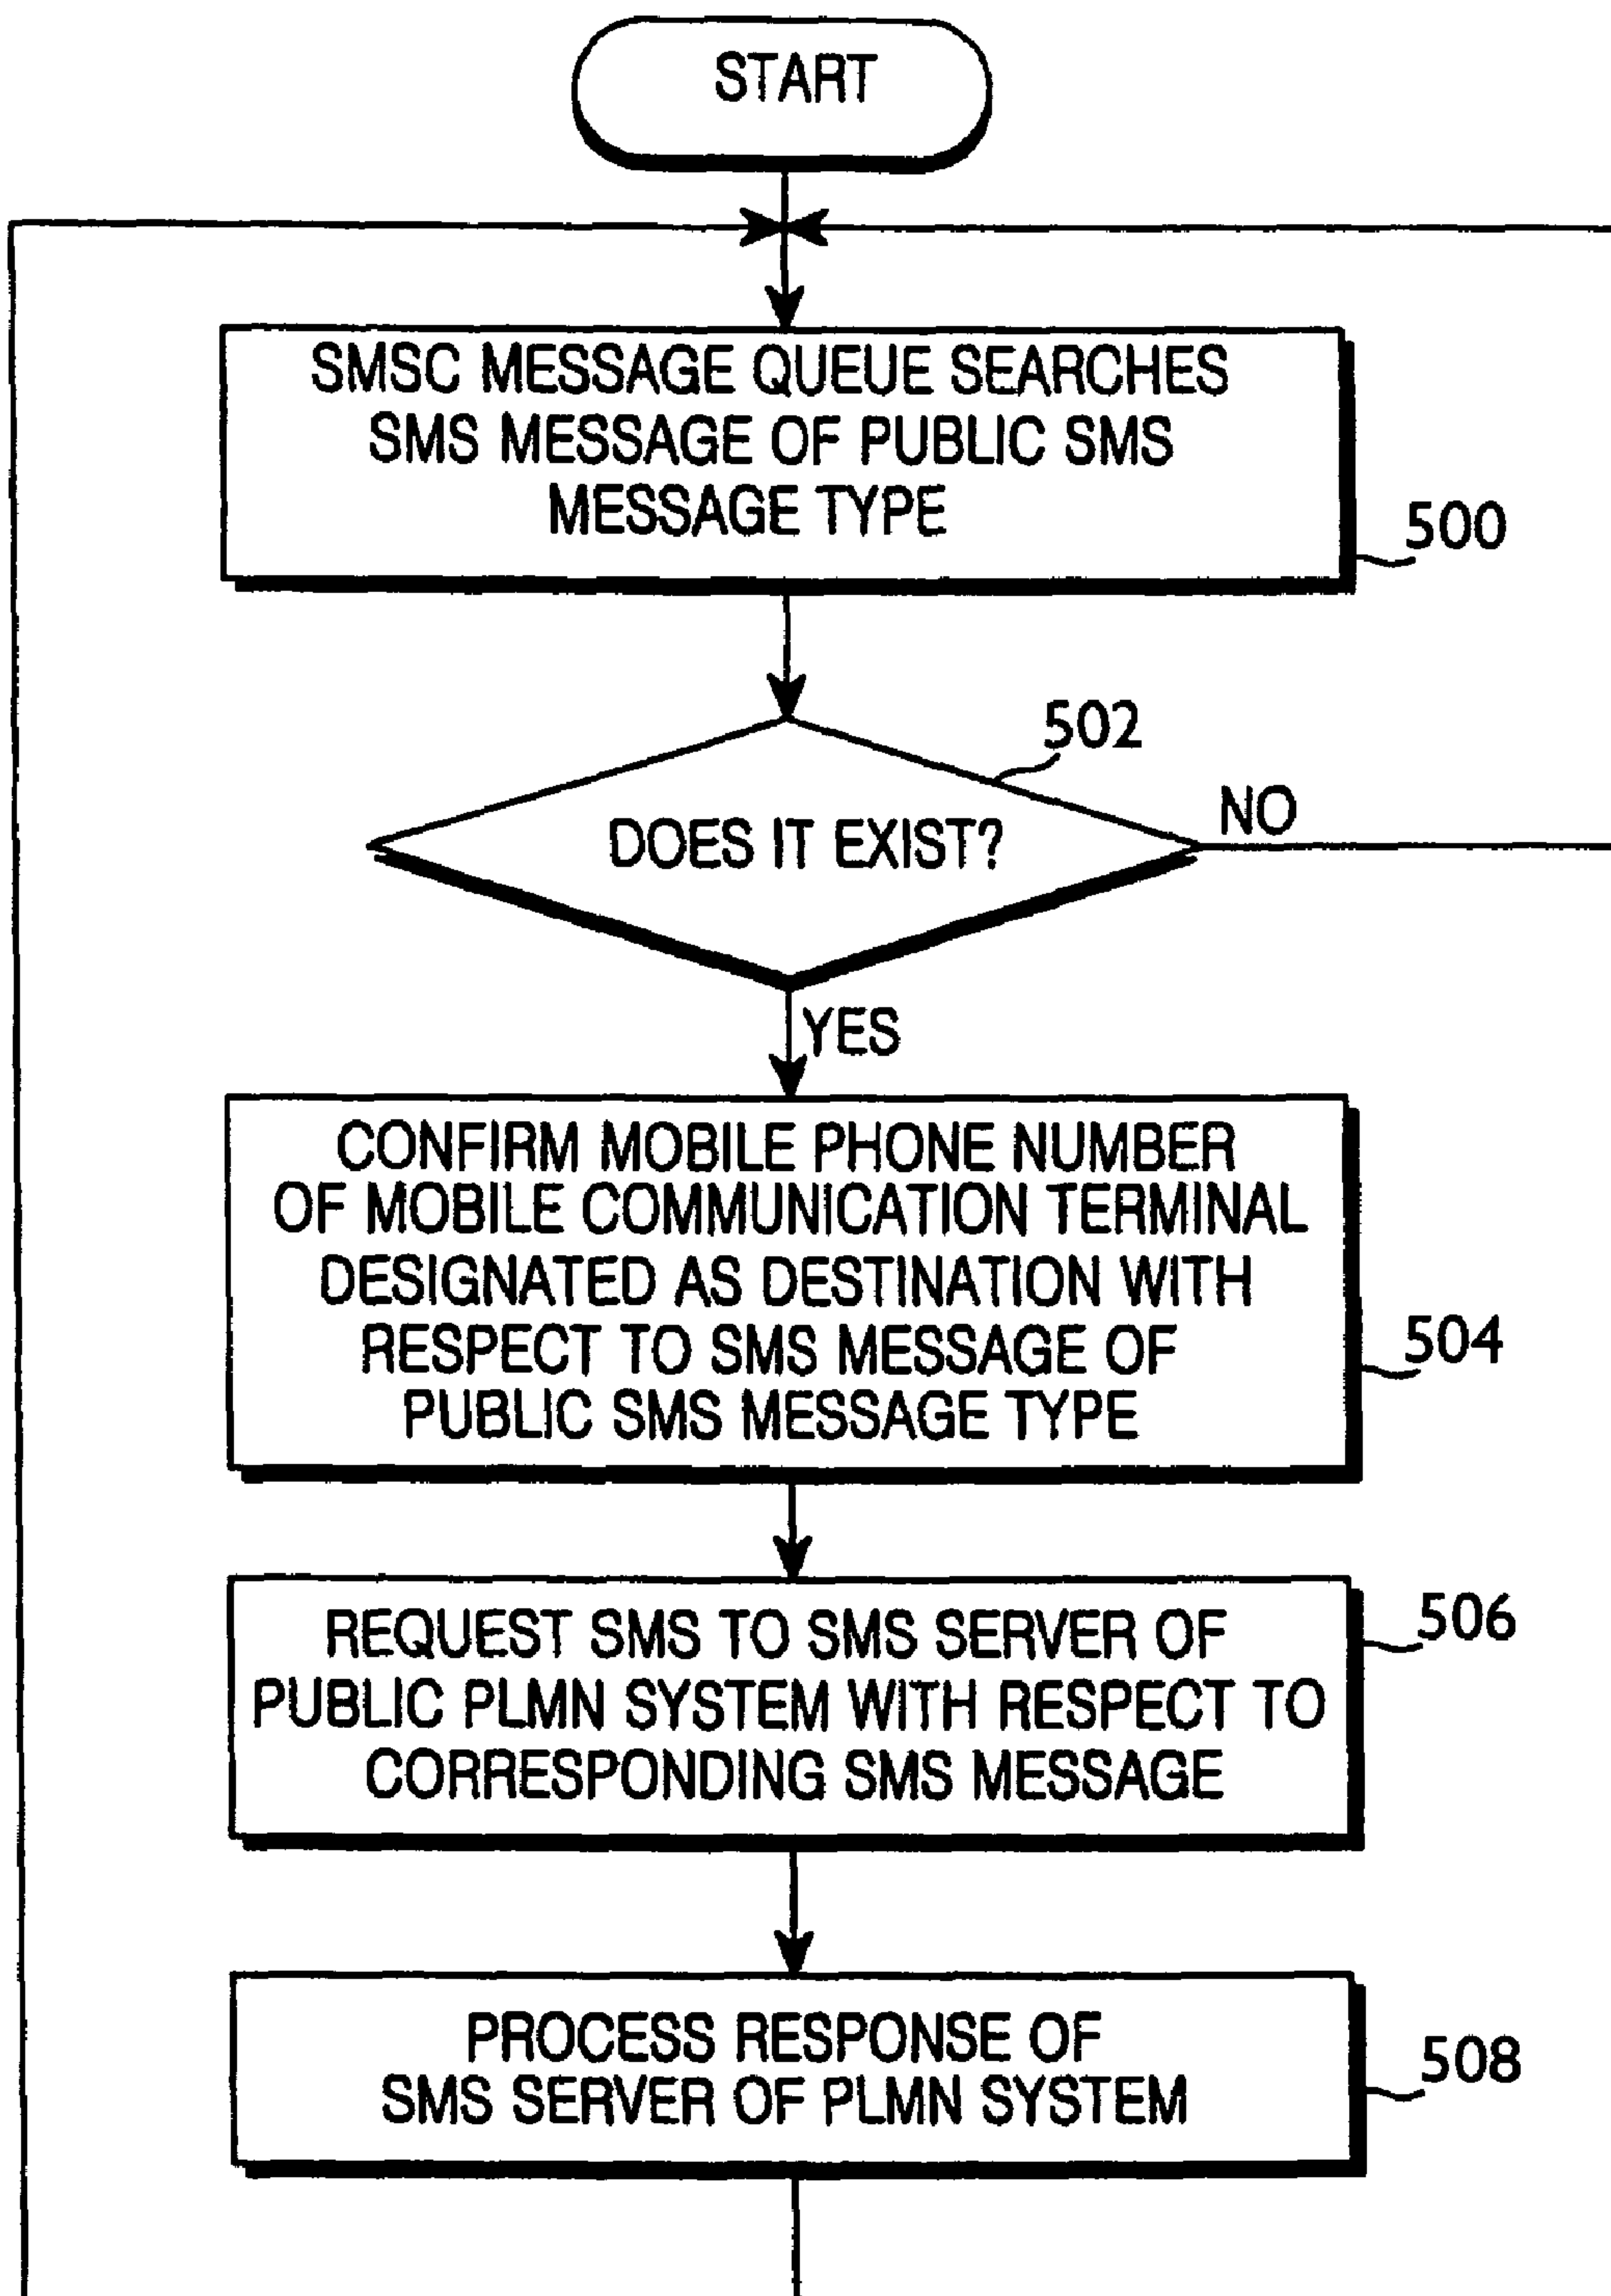 START
SMSC MESSAGE QUEUE SEARCHES
SMS MESSAGE OF PUBLIC SMS
MESSAGE TYPE
500
502
DOES IT EXIST?
NO
YES
CONFIRM MOBILE PHONE NUMBER
OF MOBILE COMMUNICATION TERMINAL
DESIGNATED AS DESTINATION WITH
RESPECT TO SMS MESSAGE OF
PUBLIC SMS MESSAGE TYPE
504
REQUEST SMS TO SMS SERVER OF
PUBLIC PLMN SYSTEM WITH RESPECT TO
CORRESPONDING SMS MESSAGE
506
PROCESS RESPONSE OF
SMS SERVER OF PLMN SYSTEM
508